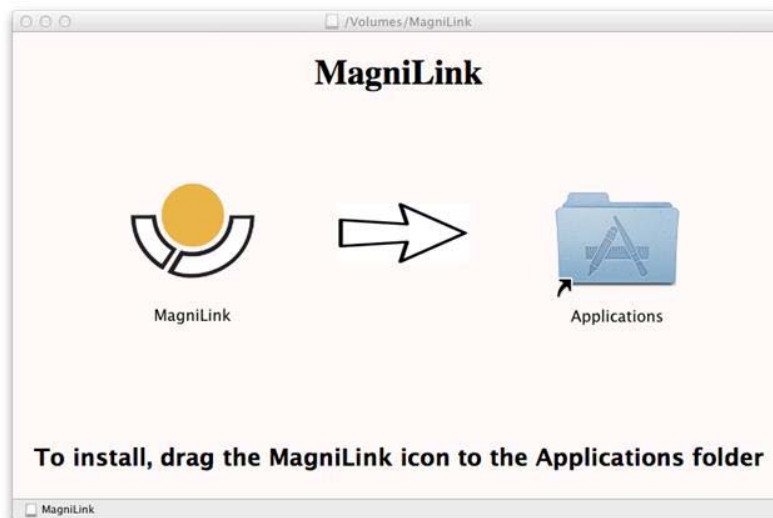 /Volumes/MagniLink
MagniLink
MagniLink
Applications
To install, drag the MagniLink icon to the Applications folder
MagniLink